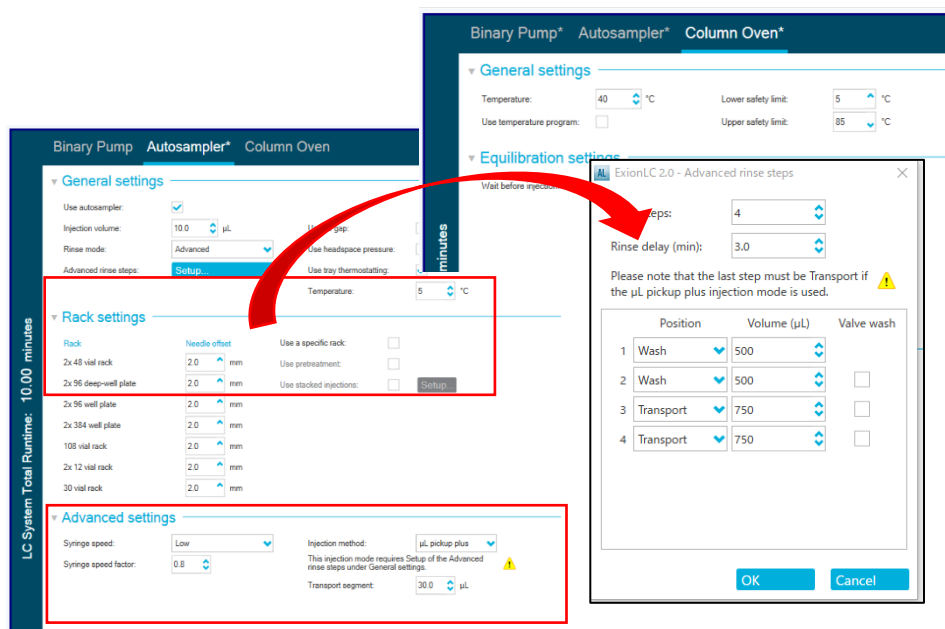 Binary Pump* Autosampler* Column Oven*
General settings
Temperature: 40 °C Lower safety limit: 5 °C
Use temperature program: Upper safety limit: 85 °C
Equilibration settings
Wait before injection
minutes
Binary Pump Autosampler* Column Oven
General settings
Use autosampler:
Injection volume: 10.0 µL gap:
Rinse mode: Advanced Use headspace pressure:
Advanced rinse steps: Setup... Use tray thermostatting:
Temperature: 5 °C
Rack settings
Rack Needle offset Use a specific rack:
2x 48 vial rack 2.0 mm Use pretreatment:
2x 96 deep-well plate 2.0 mm Use stacked injections: Setup...
2x 96 well plate 2.0 mm
2x 384 well plate 2.0 mm
108 vial rack 2.0 mm
2x 12 vial rack 2.0 mm
30 vial rack 2.0 mm
Advanced settings
Syringe speed: Low Injection method: µL pickup plus
This injection mode requires Setup of the Advanced
rinse steps under General settings.
Syringe speed factor: 0.8
Transport segment: 30.0 µL
LC System Total Runtime: 10.00 minutes
AL ExionLC 2.0 - Advanced rinse steps
steps: 4
Rinse delay (min): 3.0
Please note that the last step must be Transport if
the µL pickup plus injection mode is used.
Position Volume (µL) Valve wash
1 Wash 500
2 Wash 500
3 Transport 750
4 Transport 750
OK Cancel